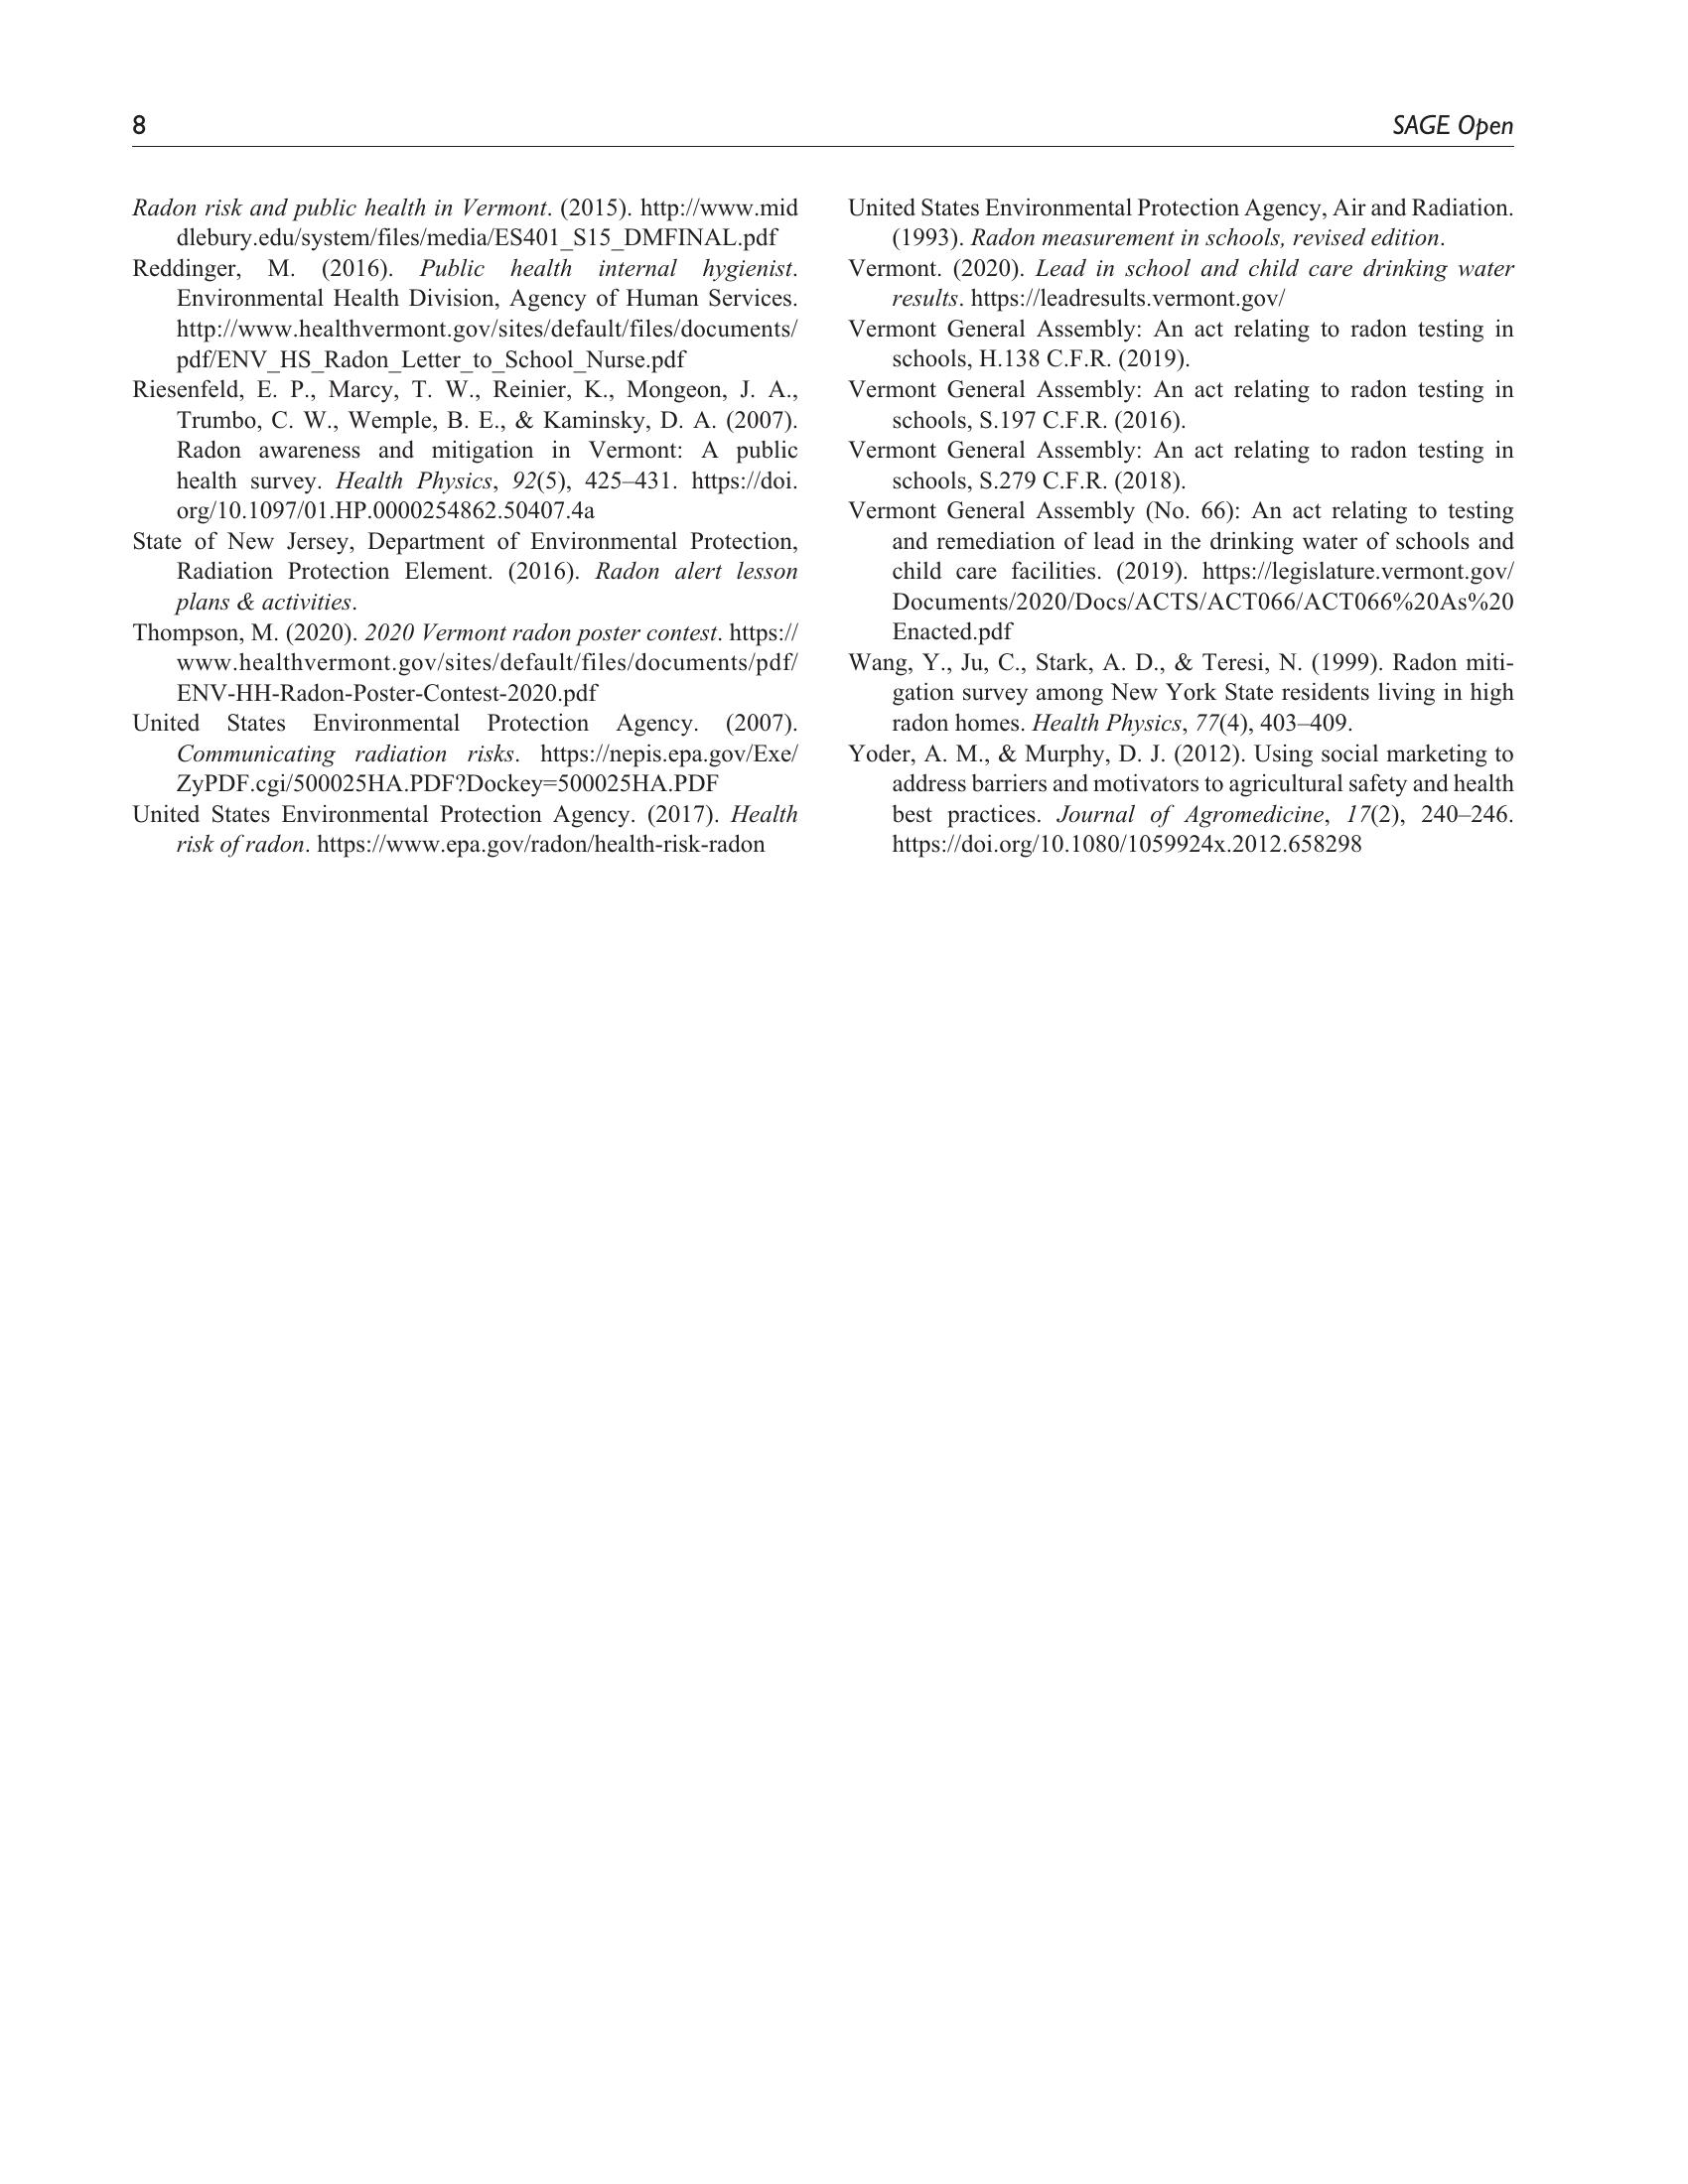 8
SAGE Open
Radon risk and public health in Vermont. (2015). http://www.mid
dlebury.edu/system/files/media/ES401_S15_DMFINAL.pdf
Reddinger, M. (2016). Public health internal hygienist.
Environmental Health Division, Agency of Human Services.
http://www.healthvermont.gov/sites/default/files/documents/
pdf/ENV_HS_Radon_Letter_to_School_Nurse.pdf
Riesenfeld, E. P., Marcy, T. W., Reinier, K., Mongeon, J. A.,
Trumbo, C. W., Wemple, B. E., & Kaminsky, D. A. (2007).
Radon awareness and mitigation in Vermont: A public
health survey. Health Physics, 92(5), 425–431. https://doi.
org/10.1097/01.HP.0000254862.50407.4a
State of New Jersey, Department of Environmental Protection,
Radiation Protection Element. (2016). Radon alert lesson
plans & activities.
Thompson, M. (2020). 2020 Vermont radon poster contest. https://
www.healthvermont.gov/sites/default/files/documents/pdf/
ENV-HH-Radon-Poster-Contest-2020.pdf
United States Environmental Protection Agency. (2007).
Communicating radiation risks. https://nepis.epa.gov/Exe/
ZyPDF.cgi/500025HA.PDF?Dockey=500025HA.PDF
United States Environmental Protection Agency. (2017). Health
risk of radon. https://www.epa.gov/radon/health-risk-radon
United States Environmental Protection Agency, Air and Radiation.
(1993). Radon measurement in schools, revised edition.
Vermont. (2020). Lead in school and child care drinking water
results. https://leadresults.vermont.gov/
Vermont General Assembly: An act relating to radon testing in
schools, H.138 C.F.R. (2019).
Vermont General Assembly: An act relating to radon testing in
schools, S.197 C.F.R. (2016).
Vermont General Assembly: An act relating to radon testing in
schools, S.279 C.F.R. (2018).
Vermont General Assembly (No. 66): An act relating to testing
and remediation of lead in the drinking water of schools and
child care facilities. (2019). https://legislature.vermont.gov/
Documents/2020/Docs/ACTS/ACT066/ACT066%20As%20
Enacted.pdf
Wang, Y., Ju, C., Stark, A. D., & Teresi, N. (1999). Radon miti-
gation survey among New York State residents living in high
radon homes. Health Physics, 77(4), 403–409.
Yoder, A. M., & Murphy, D. J. (2012). Using social marketing to
address barriers and motivators to agricultural safety and health
best practices. Journal of Agromedicine, 17(2), 240–246.
https://doi.org/10.1080/1059924x.2012.658298